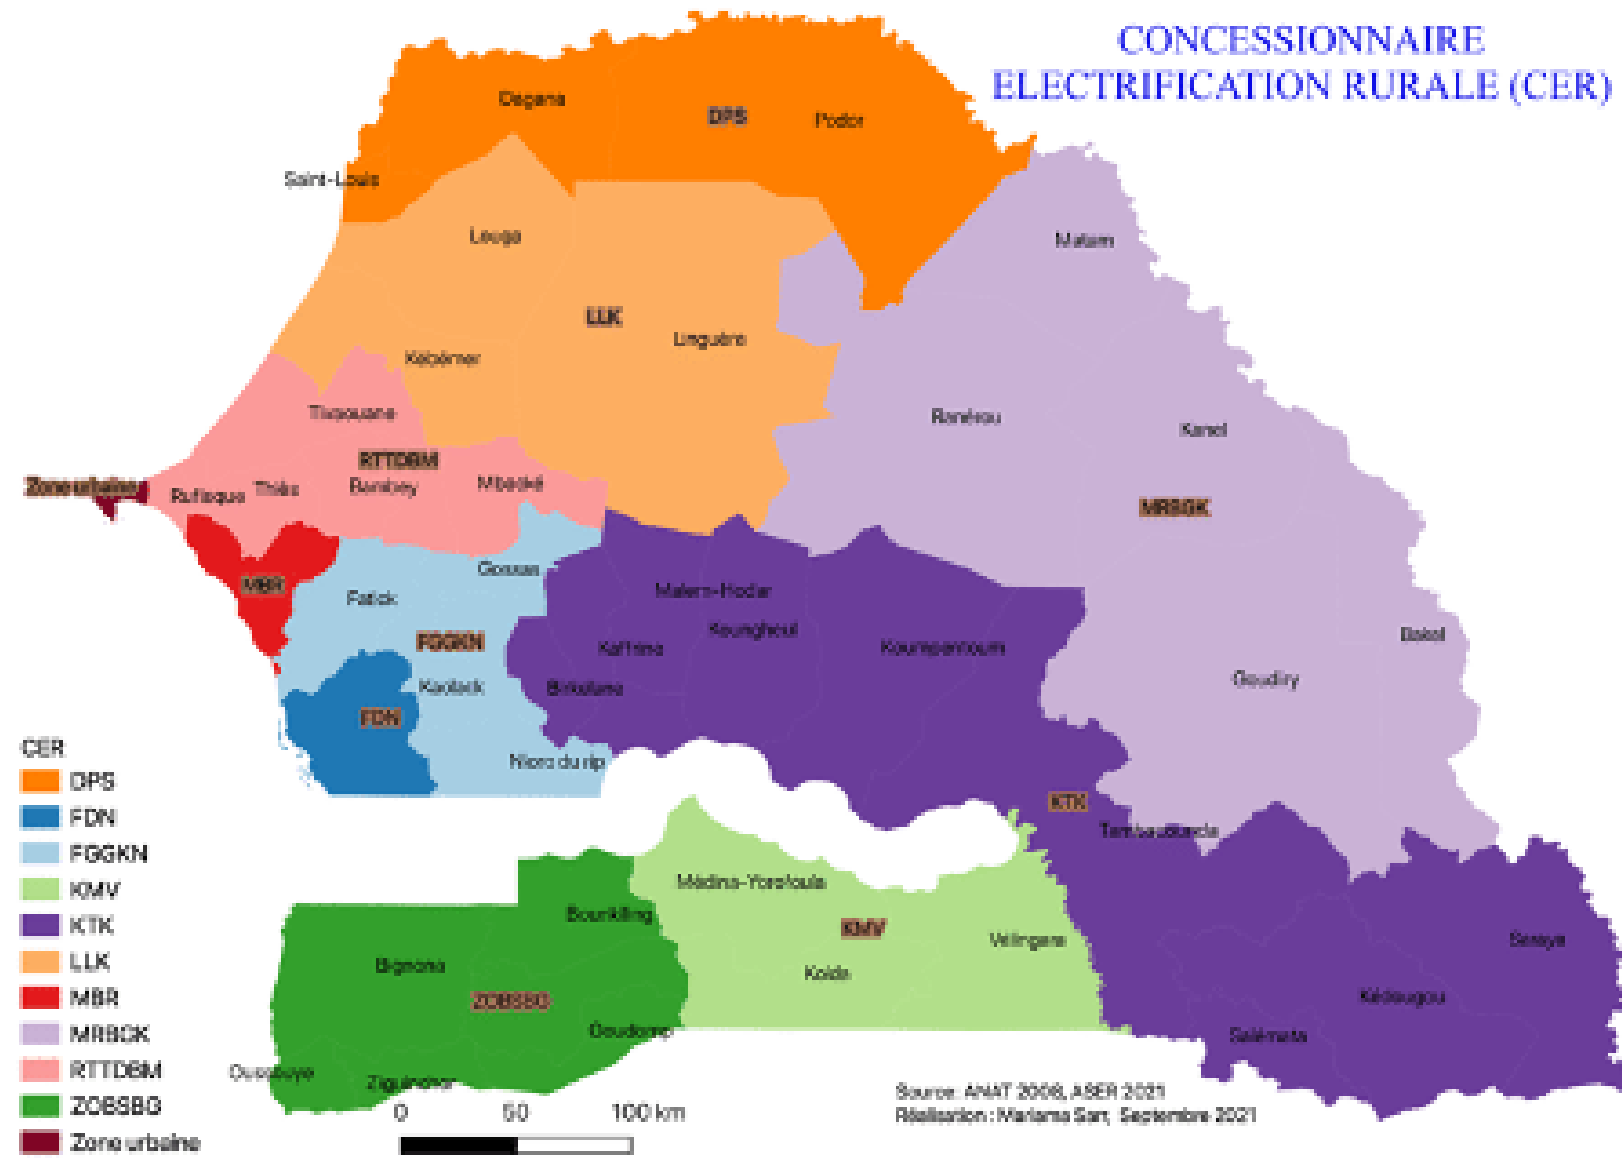 CONCESSIONNAIRE
ELECTRIFICATION RURALE (CER)
Dagana
DPS
Podor
Saint-Louis
Louga
Matam
LLK
Linguère
Kébémer
Tivaouane
Ranérou
Kanel
RTTDBM
Zone urbaine
Rufisque
Thiès
Bambey
Mbacké
MRBGK
MBR
Gossas
Fatick
Malem-Hodar
Koungheul
FGGKN
Kaffrine
Koumpentoum
Bakel
Kaolack
Birkelane
Goudiry
FDN
Nioro du rip
KTK
Tambacounda
CER
DPS
FDN
FGGKN
KMV
KTK
LLK
MBR
MRBGK
RTTDBM
ZOBSBG
Zone urbaine
Médina-Yorofoula
Bounkiling
KMV
Vélingara
Saraya
Bignona
Kolda
ZOBSBG
Kédougou
Goudomp
Salémata
Oussouye
Ziguinchor
0 50 100 km
Source: ANAT 2008, ASER 2021
Réalisation : Mariama Sarr, Septembre 2021